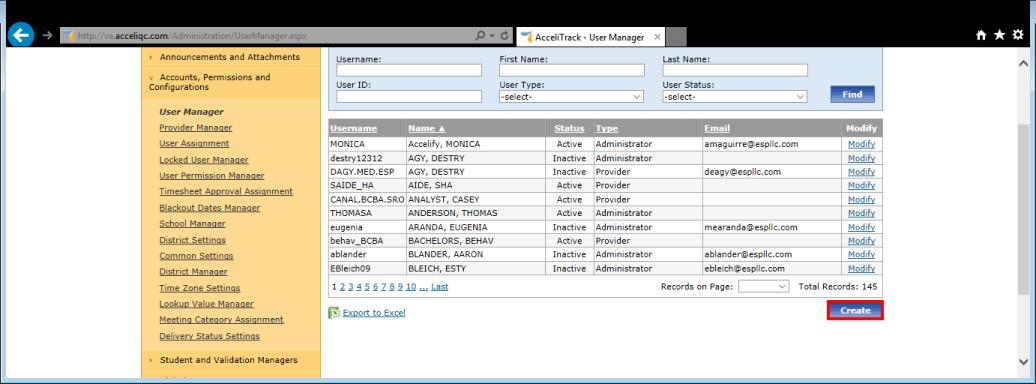 http://va.acceliqc.com/Administration/UserManager.aspx
AcceliTrack - User Manager
Announcements and Attachments
Accounts, Permissions and
Configurations
User Manager
Provider Manager
User Assignment
Locked User Manager
User Permission Manager
Timesheet Approval Assignment
Blackout Dates Manager
School Manager
District Settings
Common Settings
District Manager
Time Zone Settings
Lookup Value Manager
Meeting Category Assignment
Delivery Status Settings
Student and Validation Managers
Username: First Name: Last Name:
User ID: User Type: User Status:
-select- -select- Find
Username Name ▲ Status Type Email Modify
MONICA Accelify, MONICA Active Administrator amaguirre@espllc.com Modify
destry12312 AGY, DESTRY Inactive Administrator Modify
DAGY.MED.ESP AGY, DESTRY Inactive Provider deagy@espllc.com Modify
SAIDE_HA AIDE, SHA Active Provider Modify
CANAL.BCBA.SRO ANALYST, CASEY Active Provider Modify
THOMASA ANDERSON, THOMAS Active Administrator Modify
eugenia ARANDA, EUGENIA Inactive Administrator mearanda@espllc.com Modify
behav_BCBA BACHELORS, BEHAV Active Provider Modify
ablander BLANDER, AARON Inactive Administrator ablander@espllc.com Modify
EBleich09 BLEICH, ESTY Inactive Administrator ebleich@espllc.com Modify
1 2 3 4 5 6 7 8 9 10 ... Last Records on Page: Total Records: 145
Export to Excel Create